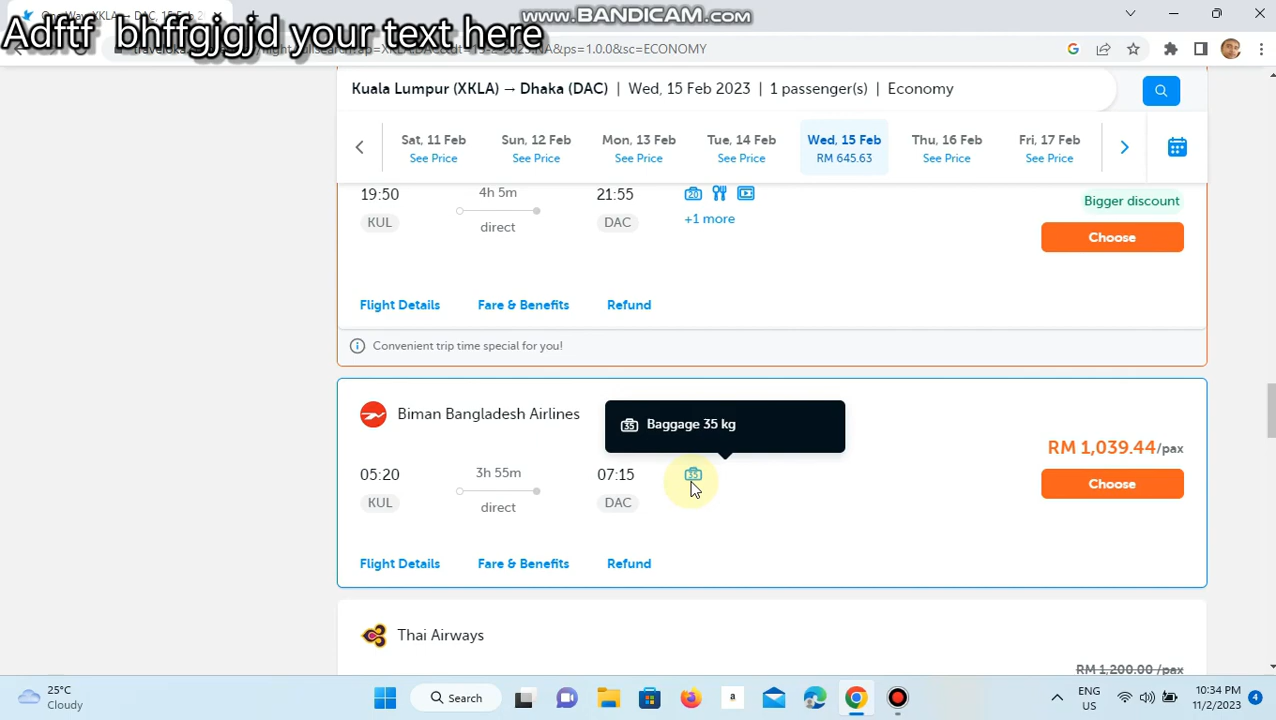 www.BANDICAM.com
Adftf bhffgjgjd your text here
Kuala Lumpur (XKLA) → Dhaka (DAC) | Wed, 15 Feb 2023 | 1 passenger(s) | Economy
Sat, 11 Feb
See Price
Sun, 12 Feb
See Price
Mon, 13 Feb
See Price
Tue, 14 Feb
See Price
Wed, 15 Feb
RM 645.63
Thu, 16 Feb
See Price
Fri, 17 Feb
See Price
19:50
4h 5m
21:55
20
KUL
direct
DAC
+1 more
Bigger discount
Choose
Flight Details
Fare & Benefits
Refund
Convenient trip time special for you!
Biman Bangladesh Airlines
35 Baggage 35 kg
RM 1,039.44/pax
05:20
3h 55m
07:15
35
KUL
direct
DAC
Choose
Flight Details
Fare & Benefits
Refund
Thai Airways
RM 1,200.00 /pax
25°C
Cloudy
Search
ENG
US
10:34 PM
11/2/2023
4